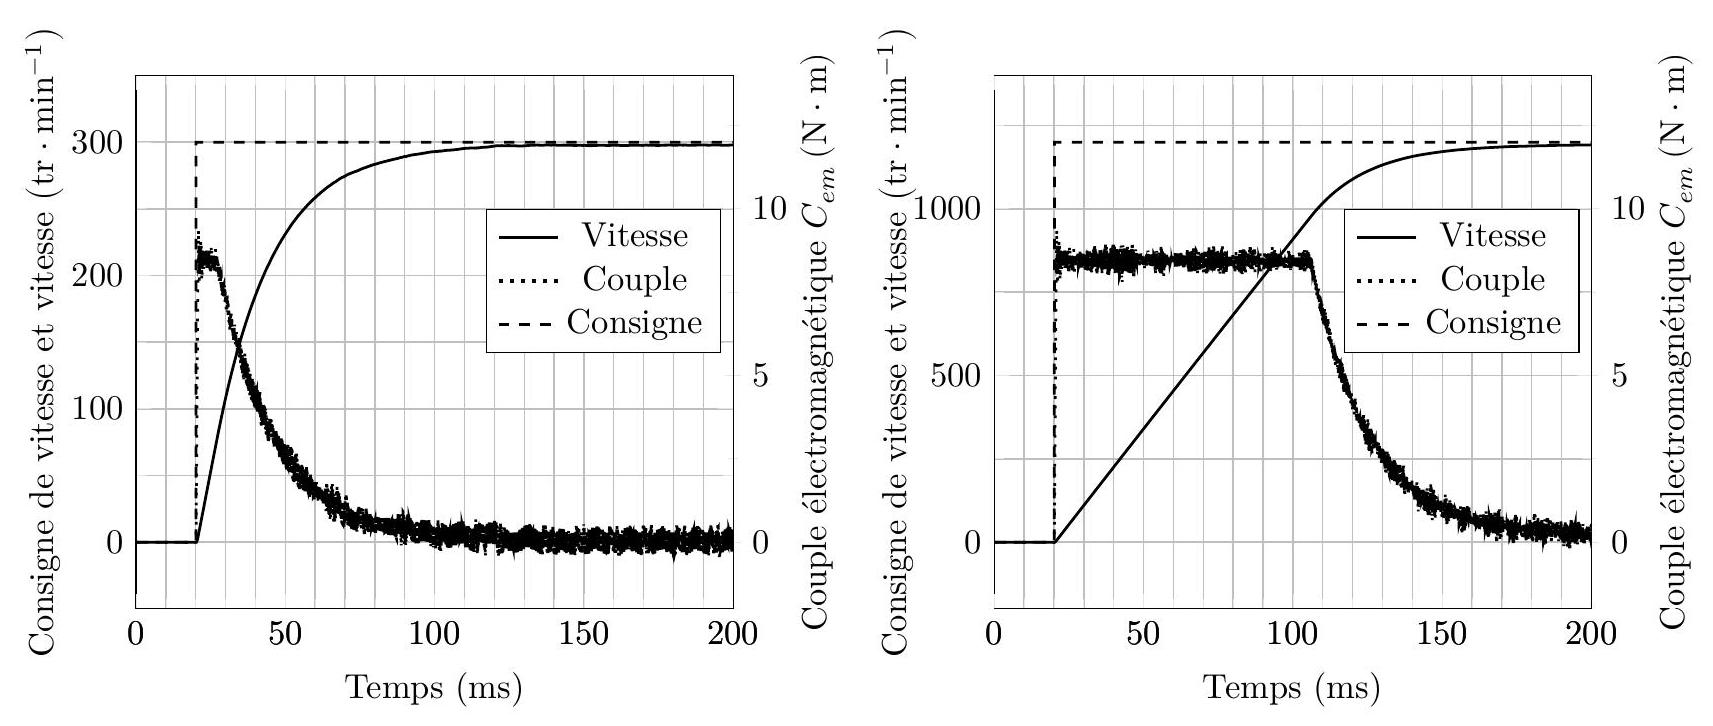 Consigne de vitesse et vitesse (tr · min⁻¹)
300
200
100
0
0 50 100 150 200
Temps (ms)
Vitesse
Couple
Consigne
10
5
0
Couple électromagnétique Cₑₘ (N · m)
Consigne de vitesse et vitesse (tr · min⁻¹)
1000
500
0
0 50 100 150 200
Temps (ms)
Vitesse
Couple
Consigne
10
5
0
Couple électromagnétique Cₑₘ (N · m)